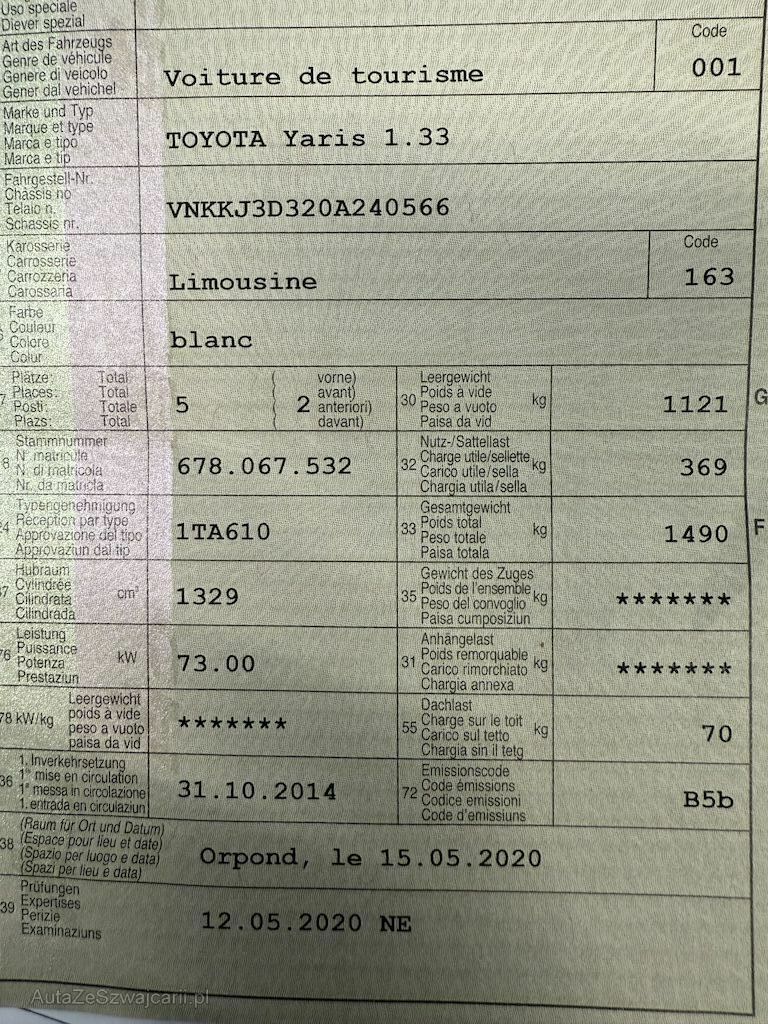 Uso speciale
Diever spezial
Art des Fahrzeugs
Genre de véhicule
Genere di veicolo
Gener dal vehichel
Voiture de tourisme
Code
001
Marke und Typ
Marque et type
Marca e tipo
Marca e tip
TOYOTA Yaris 1.33
Fahrgestell-Nr.
Châssis no
Telaio n.
Schassis nr.
VNKKJ3D320A240566
Karosserie
Carrosserie
Carrozzeria
Carossaria
Limousine
Code
163
Farbe
Couleur
Colore
Colur
blanc
7
Plätze: Total
Places: Total
Posti: Totale
Plazs: Total
5
( vorne)
( avant)
( 2 anteriori)
( davant)
30
Leergewicht
Poids à vide
Peso a vuoto
Paisa da vid
kg
1121
G
8
Stammnummer
N° matricule
N. di matricola
Nr. da matricla
678.067.532
32
Nutz-/Sattellast
Charge utile/sellette
Carico utile/sella
Chargia utila/sella
kg
369
24
Typengenehmigung
Réception par type
Approvazione del tipo
Approvaziun dal tip
1TA610
33
Gesamtgewicht
Poids total
Peso totale
Paisa totala
kg
1490
F
37
Hubraum
Cylindrée
Cilindrata
Cilindrada
cm³
1329
35
Gewicht des Zuges
Poids de l'ensemble
Peso del convoglio
Paisa cumposiziun
kg
*******
76
Leistung
Puissance
Potenza
Prestaziun
kW
73.00
31
Anhängelast
Poids remorquable
Carico rimorchiato
Chargia annexa
kg
*******
78 kW/kg
Leergewicht
poids à vide
peso a vuoto
paisa da vid
*******
55
Dachlast
Charge sur le toit
Carico sul tetto
Chargia sin il tetg
kg
70
36
1. Inverkehrsetzung
1re mise en circulation
1a messa in circolazione
1. entrada en circulaziun
31.10.2014
72
Emissionscode
Code émissions
Codice emissioni
Code d'emissiuns
B5b
38
(Raum für Ort und Datum)
(Espace pour lieu et date)
(Spazio per luogo e data)
(Spazi per lieu e data)
Orpond, le 15.05.2020
39
Prüfungen
Expertises
Perizie
Examinaziuns
12.05.2020 NE
AutaZeSzwajcarii.pl